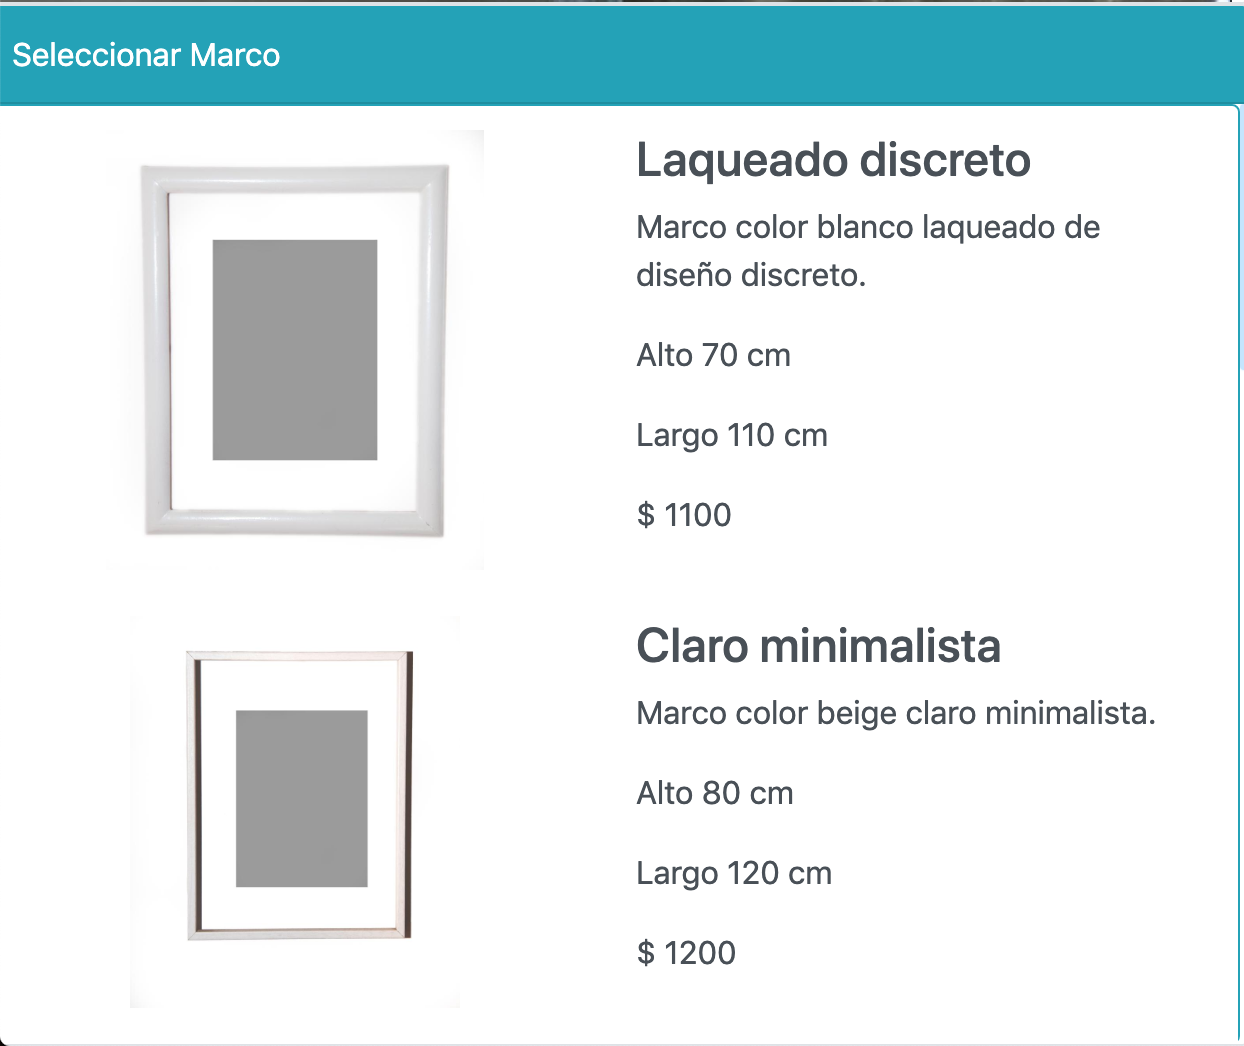 Seleccionar Marco
Laqueado discreto
Marco color blanco laqueado de
diseño discreto.
Alto 70 cm
Largo 110 cm
$ 1100
Claro minimalista
Marco color beige claro minimalista.
Alto 80 cm
Largo 120 cm
$ 1200